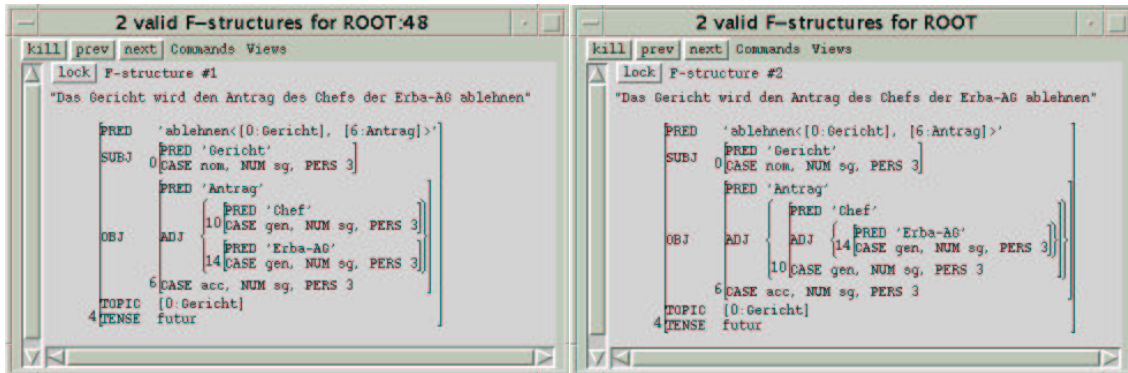 2 valid F-structures for ROOT:48
kill prev next Commands Views
lock F-structure #1
"Das Gericht wird den Antrag des Chefs der Erba-AG ablehnen"
PRED 'ablehnen<[0:Gericht], [6:Antrag]>'
PRED 'Gericht'
SUBJ 0 CASE nom, NUM sg, PERS 3
PRED 'Antrag'
PRED 'Chef'
10 CASE gen, NUM sg, PERS 3
OBJ ADJ
PRED 'Erba-AG'
14 CASE gen, NUM sg, PERS 3
6 CASE acc, NUM sg, PERS 3
TOPIC [0:Gericht]
4 TENSE futur
2 valid F-structures for ROOT
kill prev next Commands Views
lock F-structure #2
"Das Gericht wird den Antrag des Chefs der Erba-AG ablehnen"
PRED 'ablehnen<[0:Gericht], [6:Antrag]>'
PRED 'Gericht'
SUBJ 0 CASE nom, NUM sg, PERS 3
PRED 'Antrag'
PRED 'Chef'
PRED 'Erba-AG'
OBJ ADJ ADJ 14 CASE gen, NUM sg, PERS 3
10 CASE gen, NUM sg, PERS 3
6 CASE acc, NUM sg, PERS 3
TOPIC [0:Gericht]
4 TENSE futur